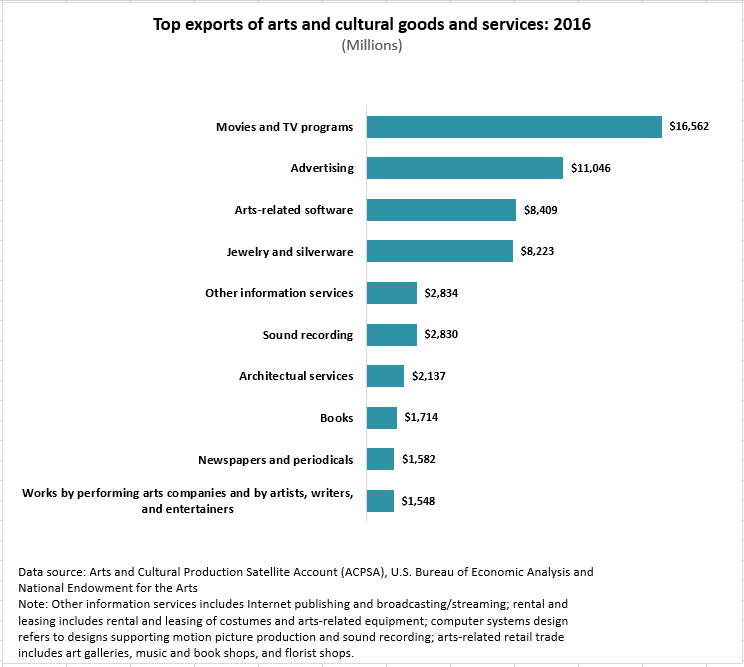 Top exports of arts and cultural goods and services: 2016
(Millions)
Movies and TV programs $16,562
Advertising $11,046
Arts-related software $8,409
Jewelry and silverware $8,223
Other information services $2,834
Sound recording $2,830
Architectual services $2,137
Books $1,714
Newspapers and periodicals $1,582
Works by performing arts companies and by artists, writers,
and entertainers $1,548
Data source: Arts and Cultural Production Satellite Account (ACPSA), U.S. Bureau of Economic Analysis and
National Endowment for the Arts
Note: Other information services includes Internet publishing and broadcasting/streaming; rental and
leasing includes rental and leasing of costumes and arts-related equipment; computer systems design
refers to designs supporting motion picture production and sound recording; arts-related retail trade
includes art galleries, music and book shops, and florist shops.